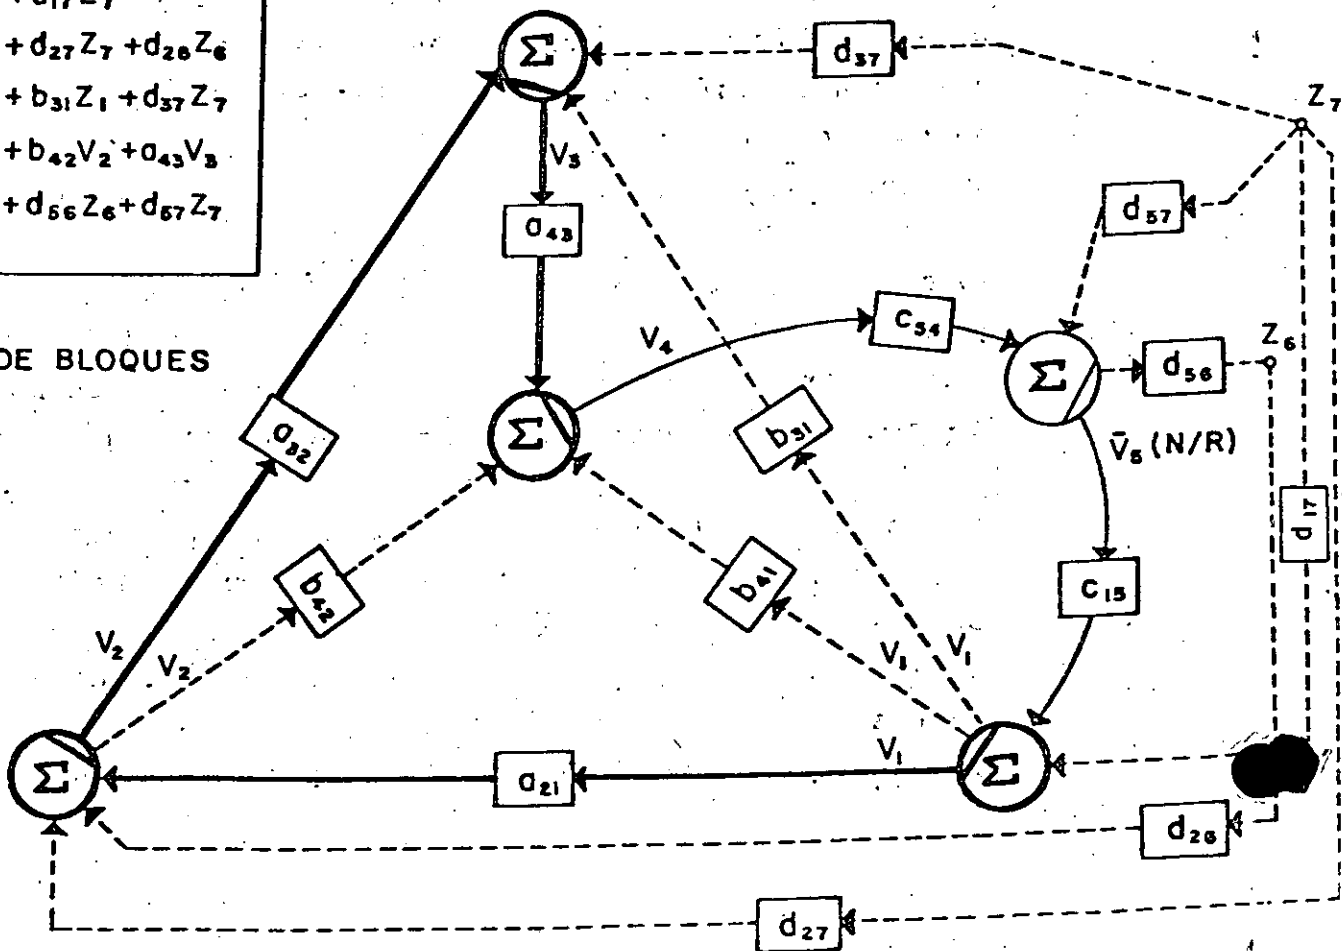 + a₁₇Z₇
+ d₂₇Z₇ + d₂₆Z₆
+ b₃₁Z₁ + d₃₇Z₇
+ b₄₂V₂ + a₄₃V₃
+ d₅₆Z₆ + d₅₇Z₇
DE BLOQUES
Σ
d₃₇
Z₇
V₃
a₄₃
d₅₇
V₄
c₅₄
Σ
d₅₆
Z₆
a₃₂
Σ
b₃₁
V̄₅ (N/R)
d₁₇
b₄₂
b₄₁
c₁₅
V₂
V₂
V₁
V₁
Σ
a₂₁
V₁
Σ
d₂₆
d₂₇